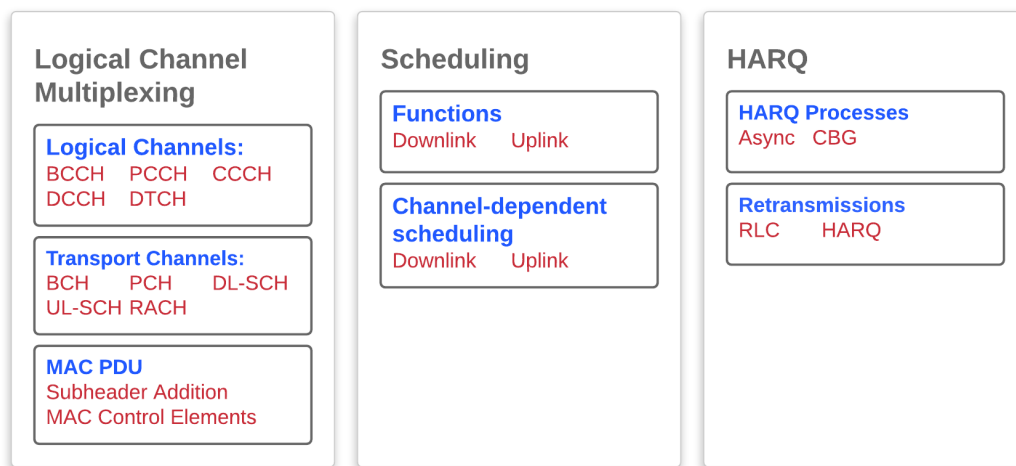 Logical Channel
Multiplexing
Logical Channels:
BCCH PCCH CCCH
DCCH DTCH
Transport Channels:
BCH PCH DL-SCH
UL-SCH RACH
MAC PDU
Subheader Addition
MAC Control Elements
Scheduling
Functions
Downlink Uplink
Channel-dependent
scheduling
Downlink Uplink
HARQ
HARQ Processes
Async CBG
Retransmissions
RLC HARQ